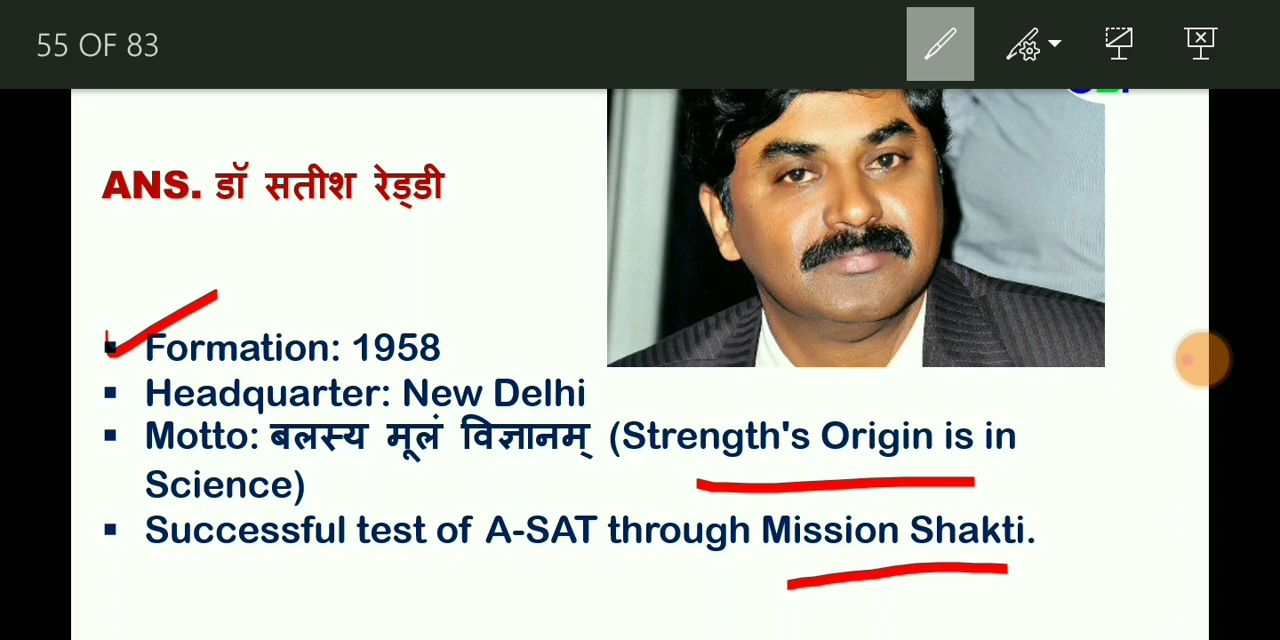 55 OF 83
ANS. डॉ सतीश रेड्डी
Formation: 1958
Headquarter: New Delhi
Motto: बलस्य मूलं विज्ञानम् (Strength's Origin is in
Science)
Successful test of A-SAT through Mission Shakti.